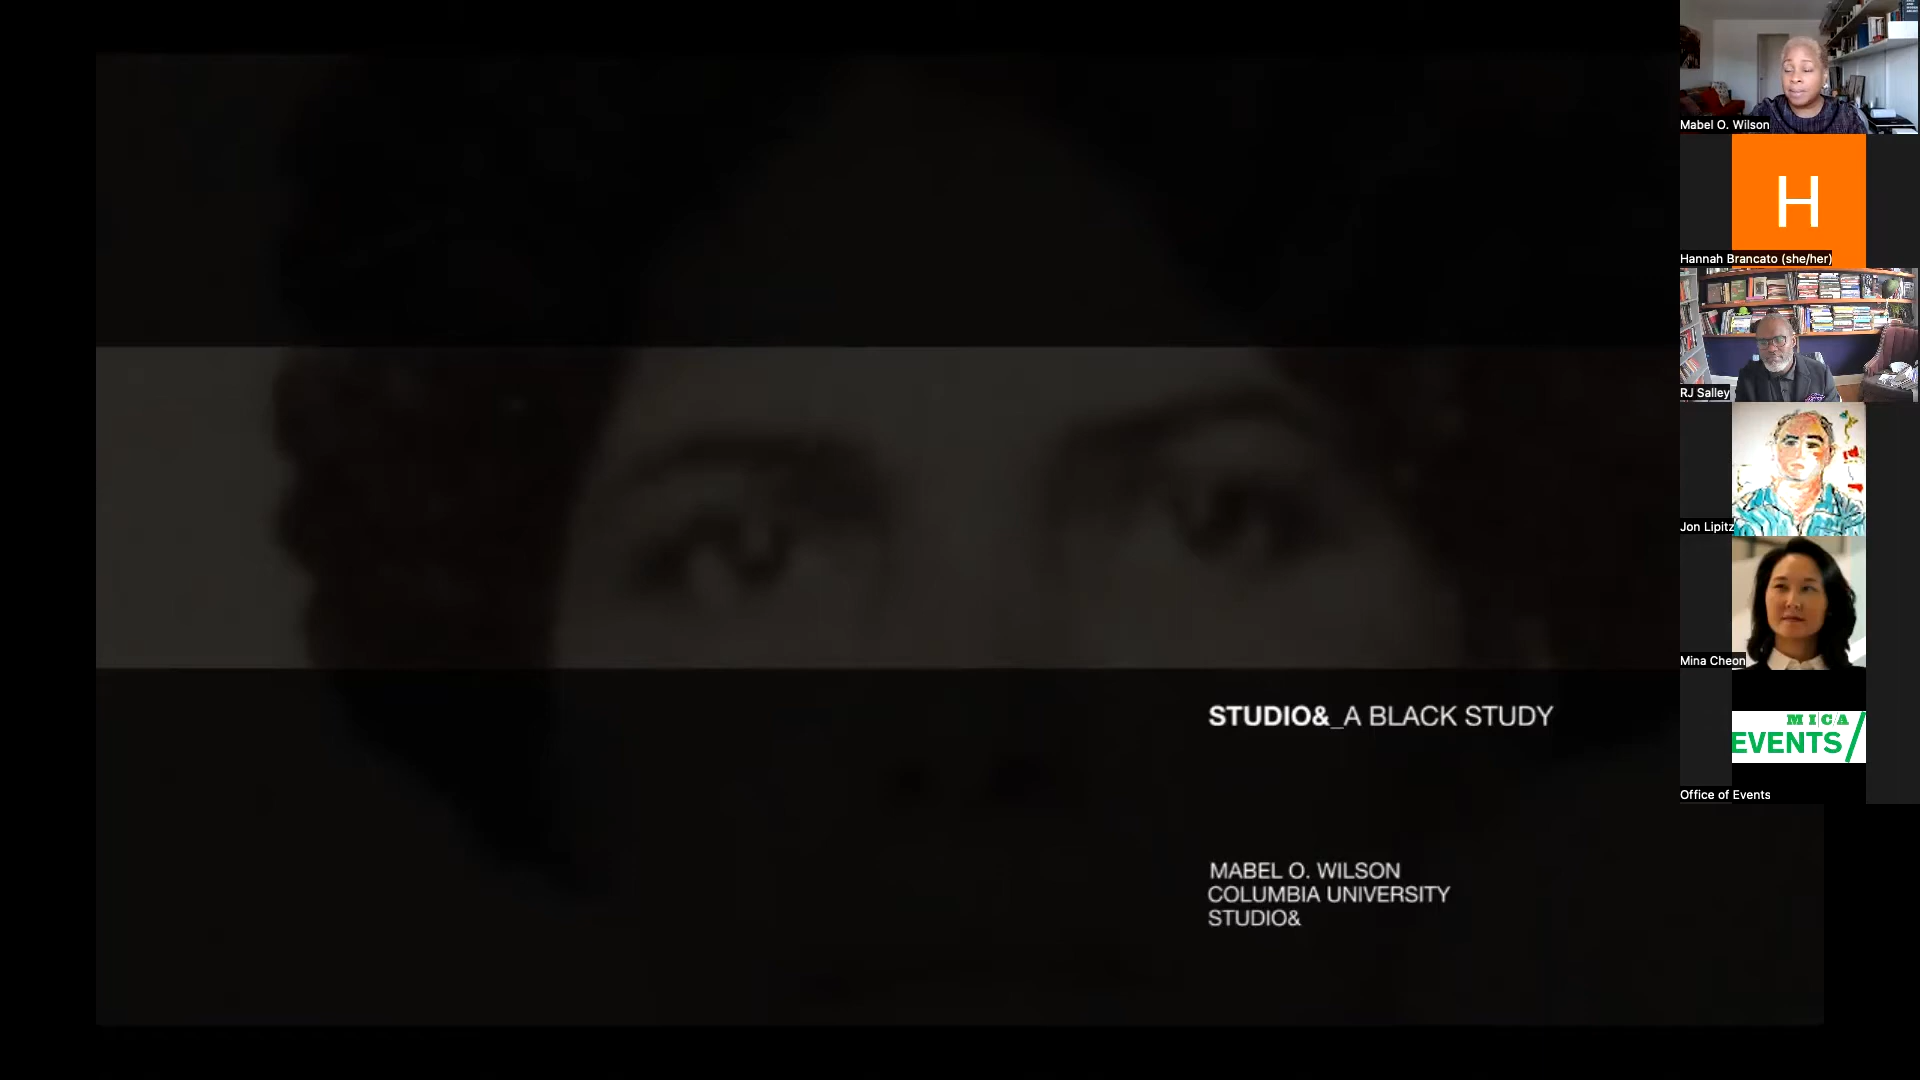 STUDIO&_A BLACK STUDY
MABEL O. WILSON
COLUMBIA UNIVERSITY
STUDIO&
Mabel O. Wilson
H
Hannah Brancato (she/her)
RJ Salley
Jon Lipitz
Mina Cheon
MICA
EVENTS/
Office of Events